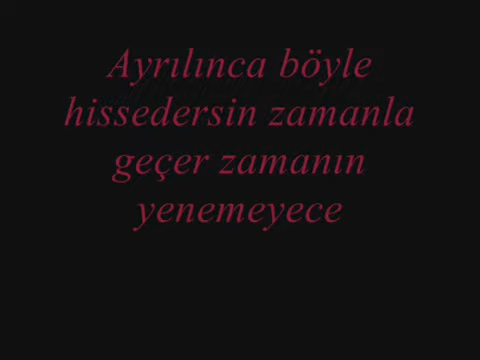 Ayrılınca böyle
hissedersin zamanla
geçer zamanın
yenemeyece